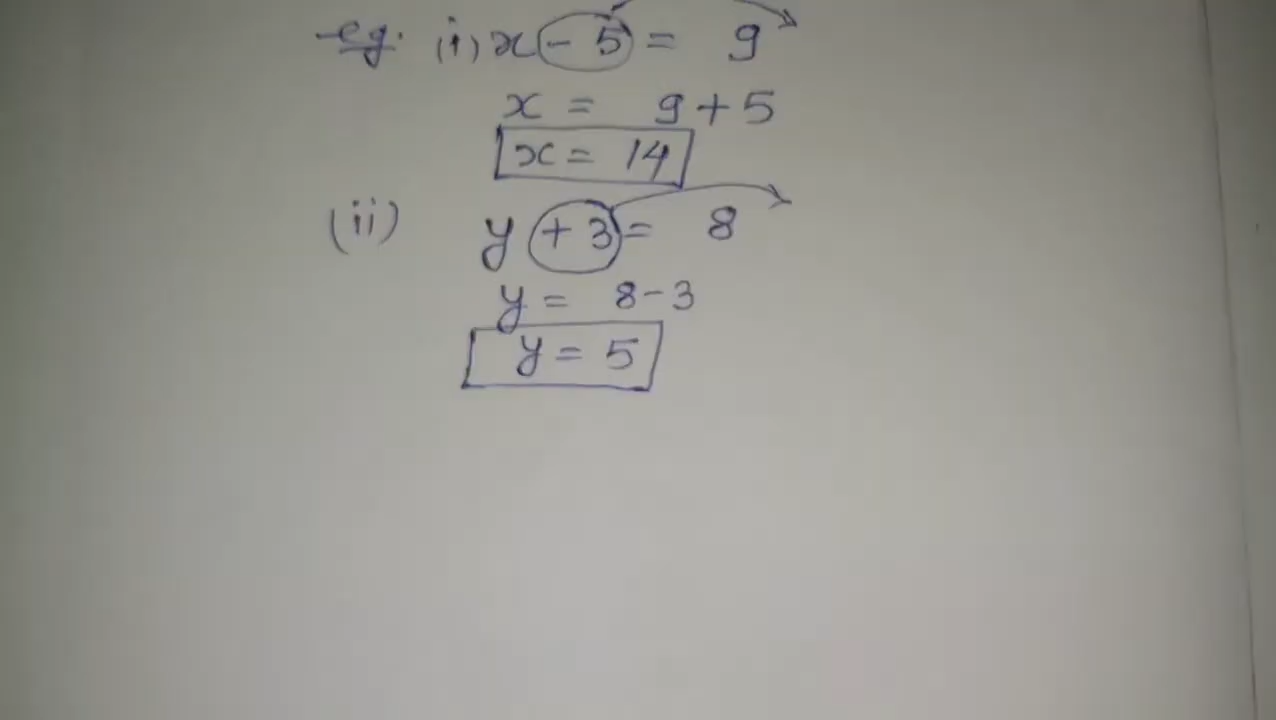 eg. (i) x - 5 = 9
x = 9 + 5
x = 14
(ii) y + 3 = 8
y = 8 - 3
y = 5